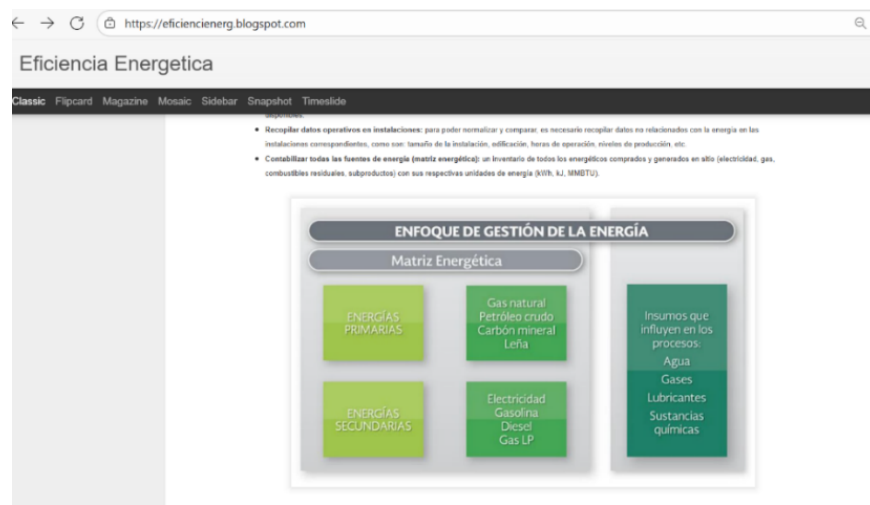 https://eficiencienerg.blogspot.com
Eficiencia Energetica
Classic Flipcard Magazine Mosaic Sidebar Snapshot Timeslide
disponibles.
Recopilar datos operativos en instalaciones: para poder normalizar y comparar, es necesario recopilar datos no relacionados con la energía en las
instalaciones correspondientes, como son: tamaño de la instalación, edificación, horas de operación, niveles de producción, etc.
Contabilizar todas las fuentes de energía (matriz energética): un inventario de todos los energéticos comprados y generados en sitio (electricidad, gas,
combustibles residuales, subproductos) con sus respectivas unidades de energía (kWh, kJ, MMBTU).
ENFOQUE DE GESTIÓN DE LA ENERGÍA
Matriz Energética
ENERGÍAS
PRIMARIAS
Gas natural
Petróleo crudo
Carbón mineral
Leña
ENERGÍAS
SECUNDARIAS
Electricidad
Gasolina
Diesel
Gas LP
Insumos que
influyen en los
procesos:
Agua
Gases
Lubricantes
Sustancias
químicas